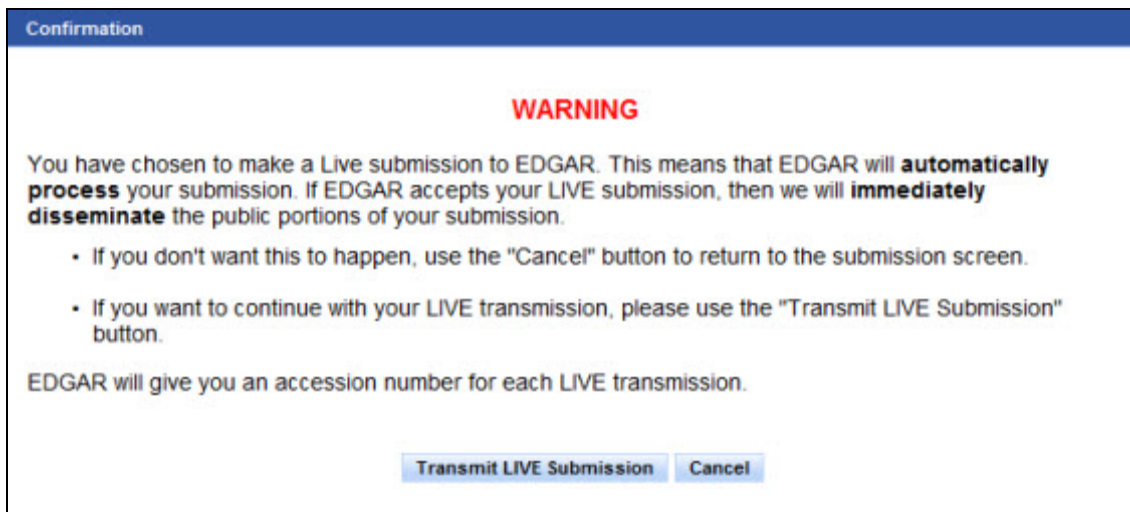 Confirmation
WARNING
You have chosen to make a Live submission to EDGAR. This means that EDGAR will automatically
process your submission. If EDGAR accepts your LIVE submission, then we will immediately
disseminate the public portions of your submission.
• If you don't want this to happen, use the "Cancel" button to return to the submission screen.
• If you want to continue with your LIVE transmission, please use the "Transmit LIVE Submission"
button.
EDGAR will give you an accession number for each LIVE transmission.
Transmit LIVE Submission Cancel